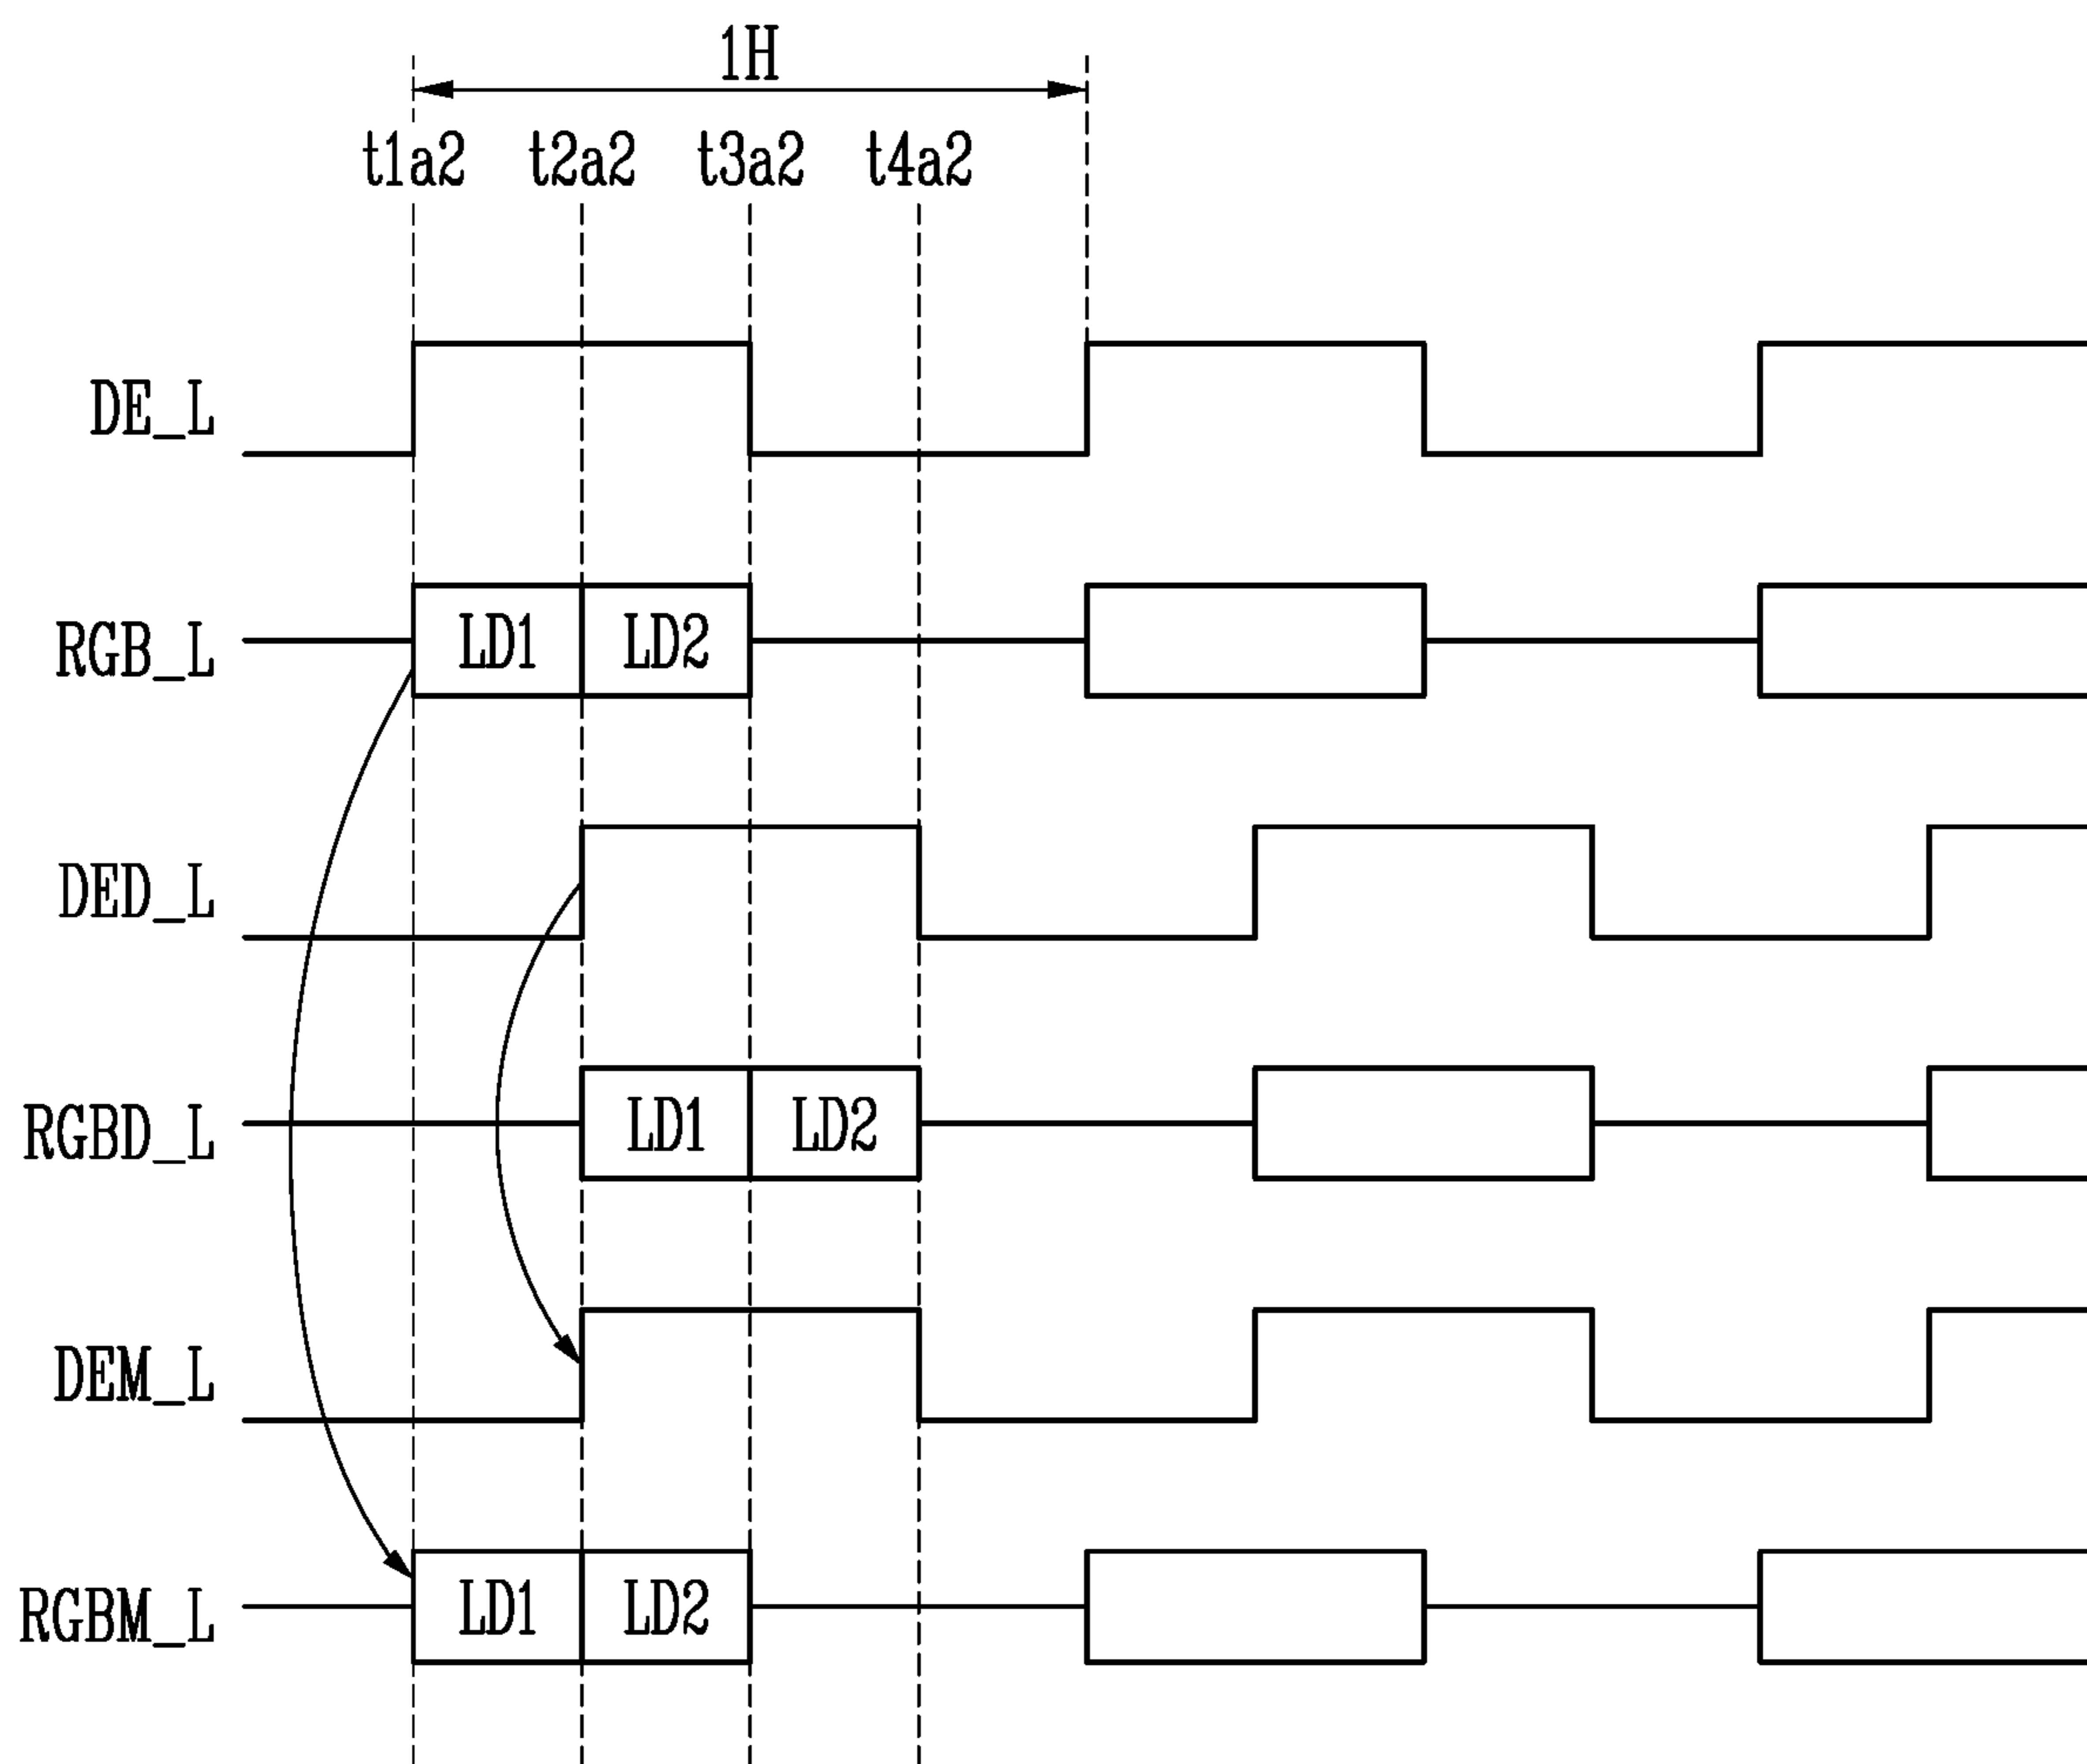 1H
t1a2 t2a2 t3a2 t4a2
DE_L
RGB_L LD1 LD2
DED_L
RGBD_L LD1 LD2
DEM_L
RGBM_L LD1 LD2